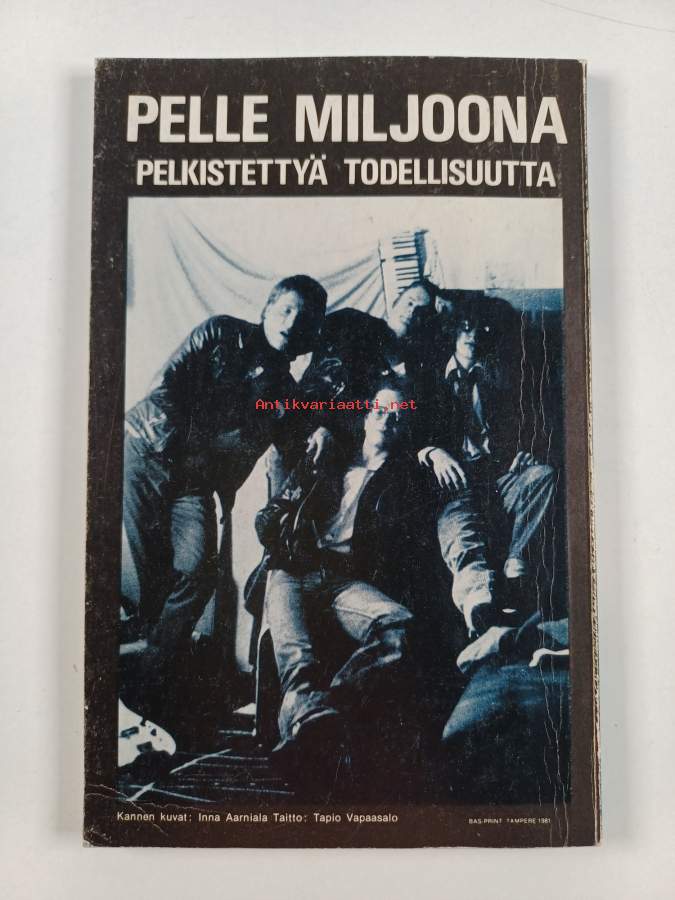 PELLE MILJOONA
PELKISTETTYÄ TODELLISUUTTA
Antikvariaatti.net
Kannen kuvat: Inna Aarniala Taitto: Tapio Vapaasalo
BAS-PRINT TAMPERE 1981